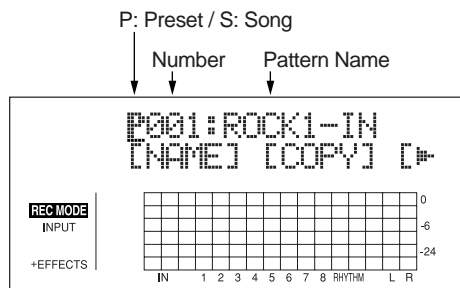 P: Preset / S: Song
Number
Pattern Name
P001:ROCK1-IN
[NAME] [COPY] [
REC MODE
INPUT
+EFFECTS
0
-6
-24
IN 1 2 3 4 5 6 7 8 RHYTHM L R